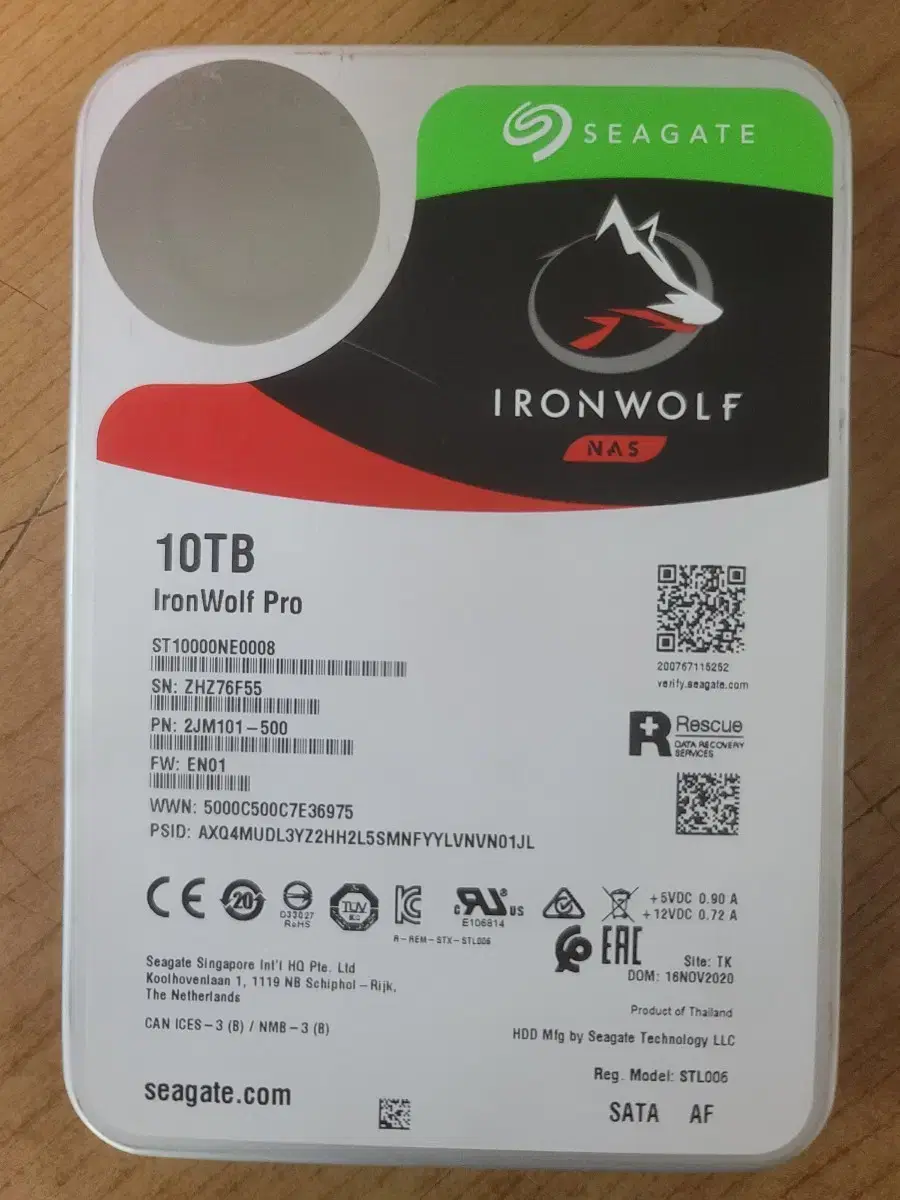 SEAGATE
IRONWOLF
NAS
10TB
IronWolf Pro
ST10000NE0008
SN: ZHZ76F55
PN: 2JM101-500
FW: EN01
WWN: 5000C500C7E36975
PSID: AXQ4MUDL3YZ2HH2L5SMNFYYLVNVN01JL
200767115252
verify.seagate.com
R Rescue
DATA RECOVERY
SERVICES
CE
20
D33027
RoHS
TUV
c RU US
E106814
R-REM-STX-STL006
+5VDC 0.90 A
+12VDC 0.72 A
EAC
Seagate Singapore Int'l HQ Pte. Ltd
Koolhovenlaan 1, 1119 NB Schiphol-Rijk,
The Netherlands
Site: TK
DOM: 16NOV2020
Product of Thailand
CAN ICES-3 (B) / NMB-3 (B)
HDD Mfg by Seagate Technology LLC
Reg. Model: STL006
seagate.com
SATA AF